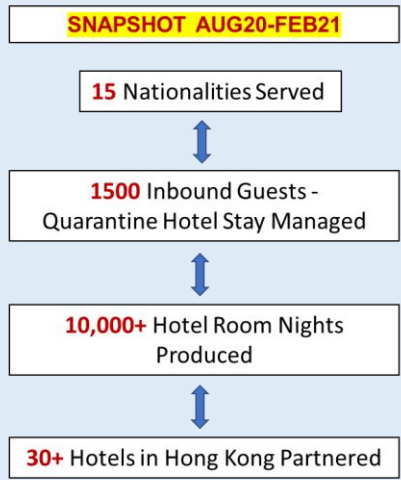 SNAPSHOT AUG20-FEB21
15 Nationalities Served
1500 Inbound Guests -
Quarantine Hotel Stay Managed
10,000+ Hotel Room Nights
Produced
30+ Hotels in Hong Kong Partnered